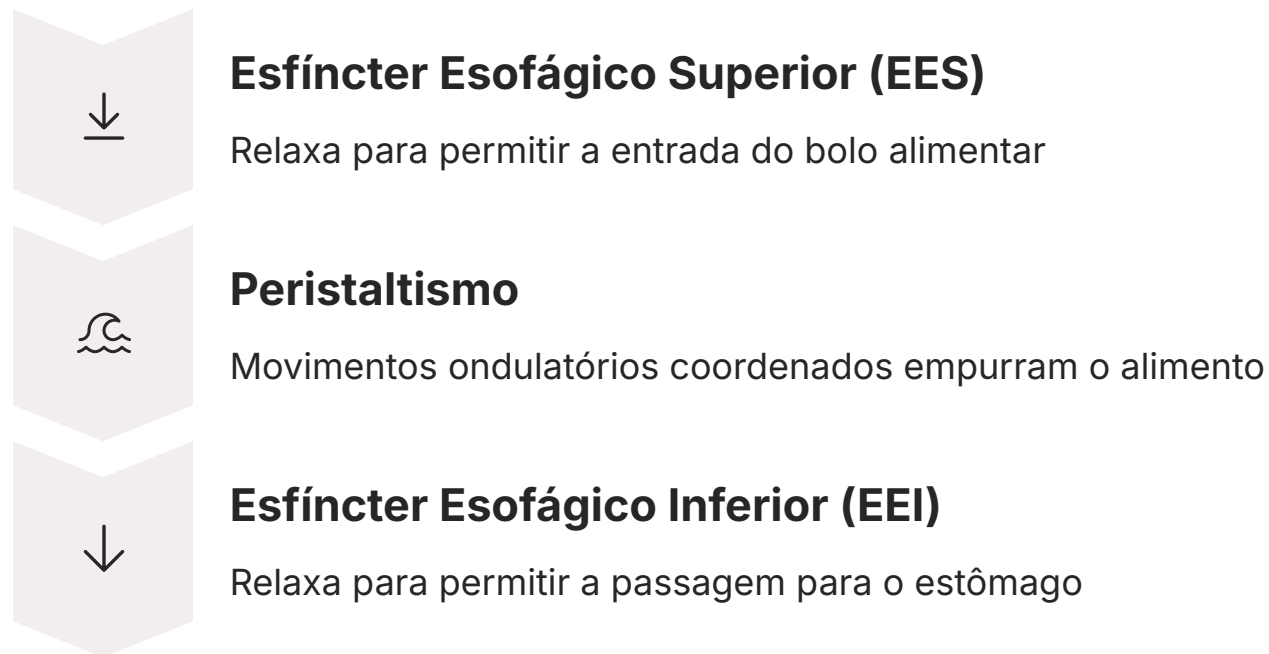 Esfíncter Esofágico Superior (EES)
Relaxa para permitir a entrada do bolo alimentar
Peristaltismo
Movimentos ondulatórios coordenados empurram o alimento
Esfíncter Esofágico Inferior (EEI)
Relaxa para permitir a passagem para o estômago